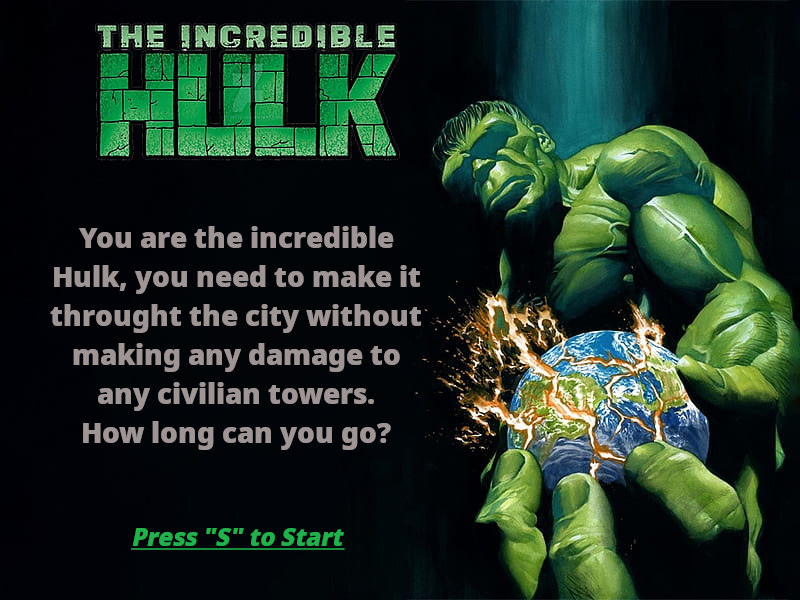 THE INCREDIBLE
HULK
You are the incredible
Hulk, you need to make it
throught the city without
making any damage to
any civilian towers.
How long can you go?
Press "S" to Start